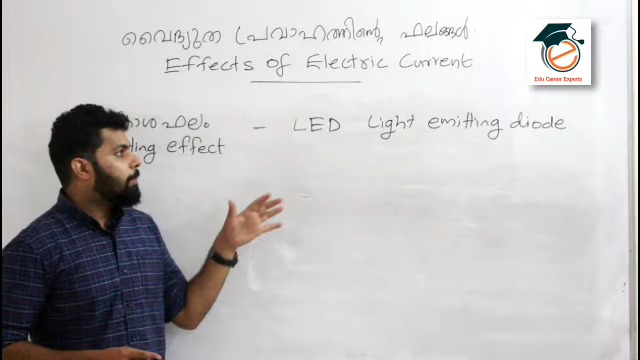 വൈദ്യുത പ്രവാഹത്തിന്റെ ഫലങ്ങൾ
Effects of Electric Current
ഫലം – LED Light emitting diode
effect
Edu Career Experts